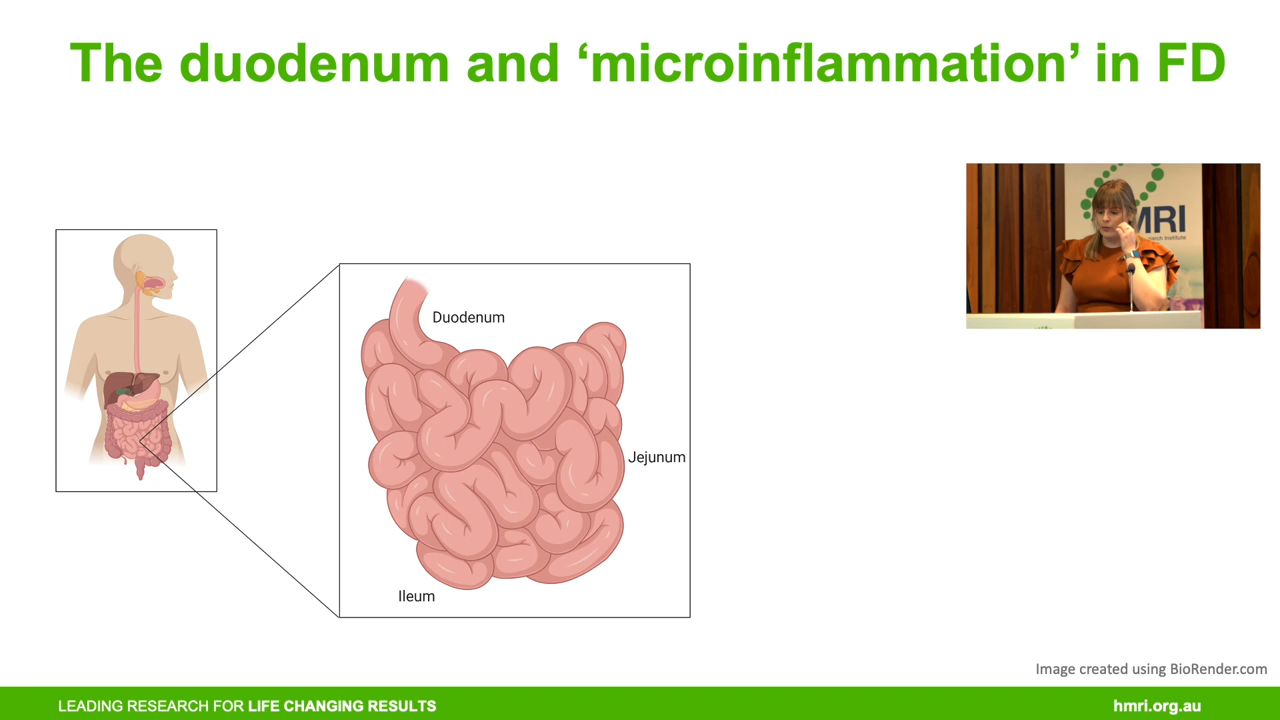 The duodenum and ‘microinflammation’ in FD
MRI
Duodenum
Jejunum
Ileum
Image created using BioRender.com
LEADING RESEARCH FOR LIFE CHANGING RESULTS
hmri.org.au